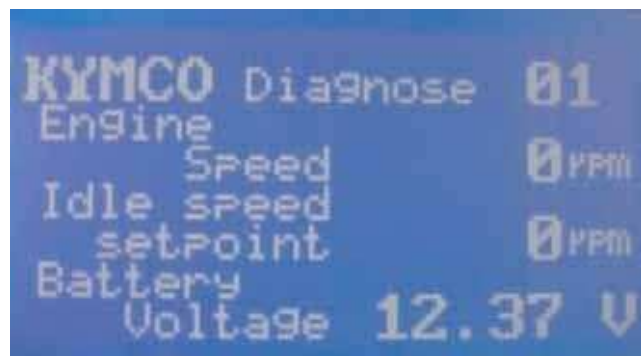 KYMCO Diagnose 01
Engine
Speed 0 rpm
Idle speed
setpoint 0 rpm
Battery
Voltage 12.37 V